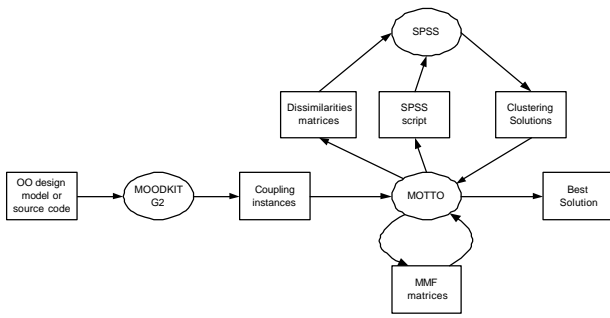 SPSS
Dissimilarities
matrices
SPSS
script
Clustering
Solutions
OO design
model or
source code
MOODKIT
G2
Coupling
instances
MOTTO
Best
Solution
MMF
matrices